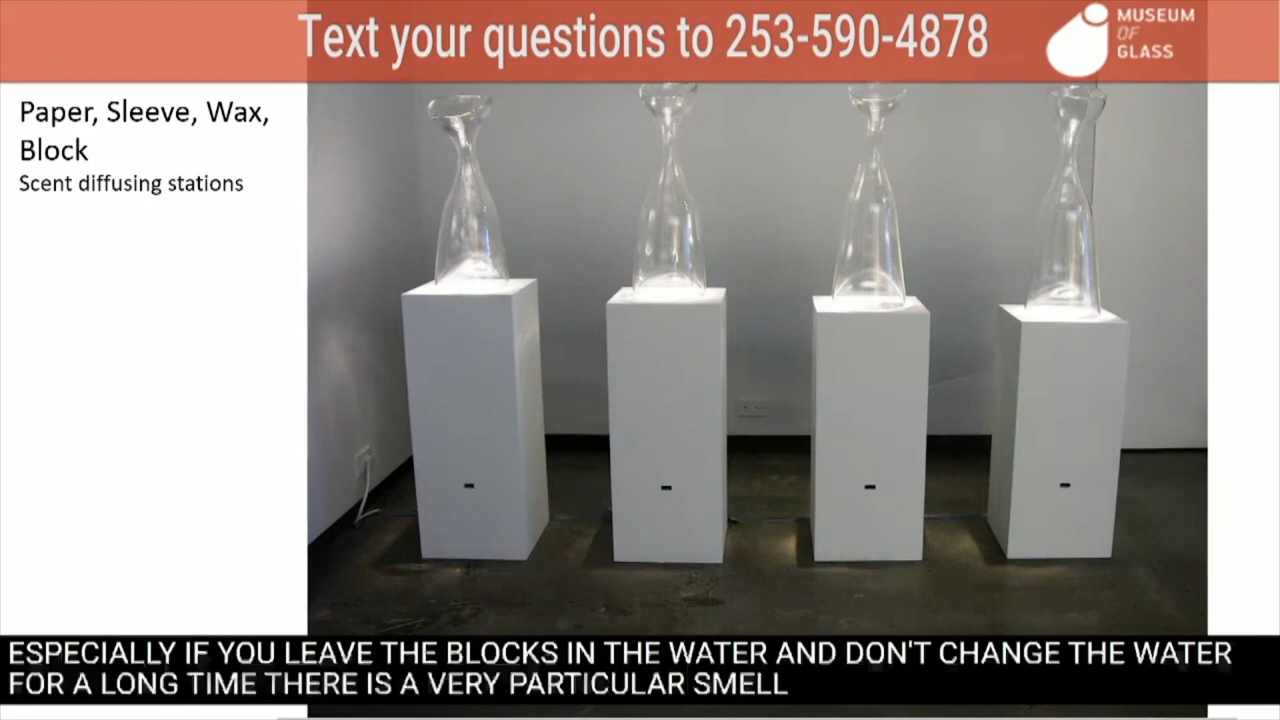 Text your questions to 253-590-4878
MUSEUM
OF
GLASS
Paper, Sleeve, Wax,
Block
Scent diffusing stations
ESPECIALLY IF YOU LEAVE THE BLOCKS IN THE WATER AND DON'T CHANGE THE WATER
FOR A LONG TIME THERE IS A VERY PARTICULAR SMELL